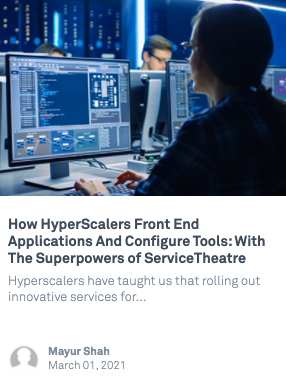 How HyperScalers Front End
Applications And Configure Tools: With
The Superpowers of ServiceTheatre
Hyperscalers have taught us that rolling out
innovative services for...
Mayur Shah
March 01, 2021